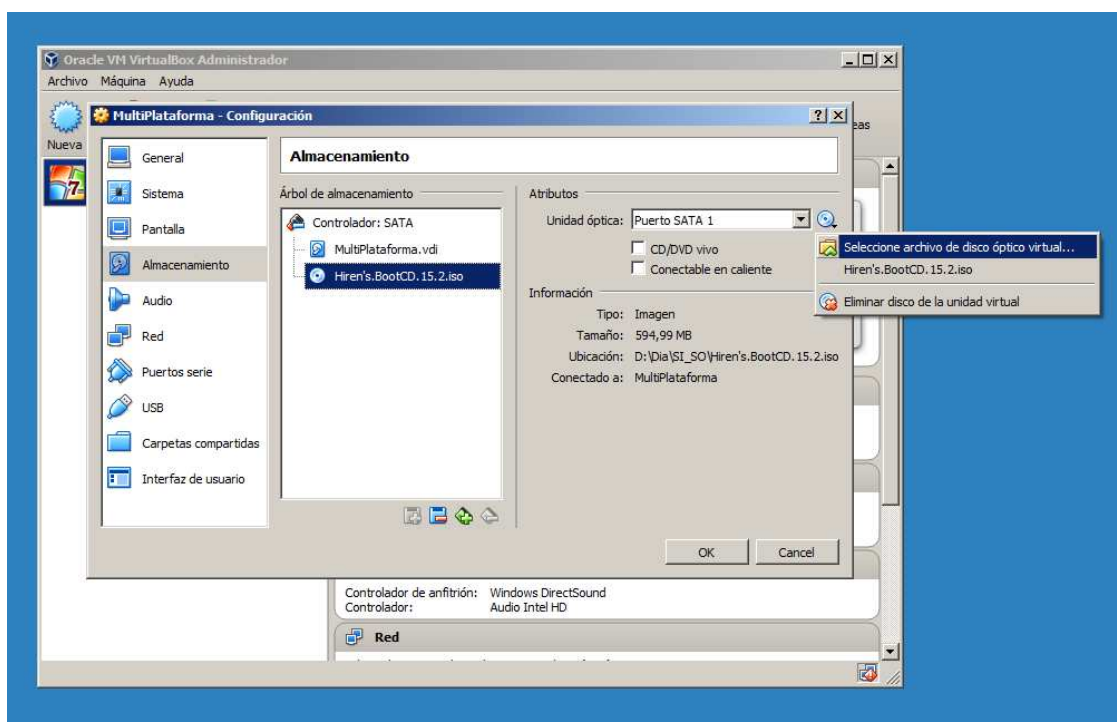 Oracle VM VirtualBox Administrador
Archivo Máquina Ayuda
MultiPlataforma - Configuración
Nueva
eas
7
General
Sistema
Pantalla
Almacenamiento
Audio
Red
Puertos serie
USB
Carpetas compartidas
Interfaz de usuario
Almacenamiento
Árbol de almacenamiento
Controlador: SATA
MultiPlataforma.vdi
Hiren's.BootCD.15.2.iso
Atributos
Unidad óptica: Puerto SATA 1
CD/DVD vivo
Conectable en caliente
Información
Tipo: Imagen
Tamaño: 594,99 MB
Ubicación: D:\Dia\SI_SO\Hiren's.BootCD.15.2.iso
Conectado a: MultiPlataforma
Seleccione archivo de disco óptico virtual...
Hiren's.BootCD.15.2.iso
Eliminar disco de la unidad virtual
OK Cancel
Controlador de anfitrión: Windows DirectSound
Controlador: Audio Intel HD
Red